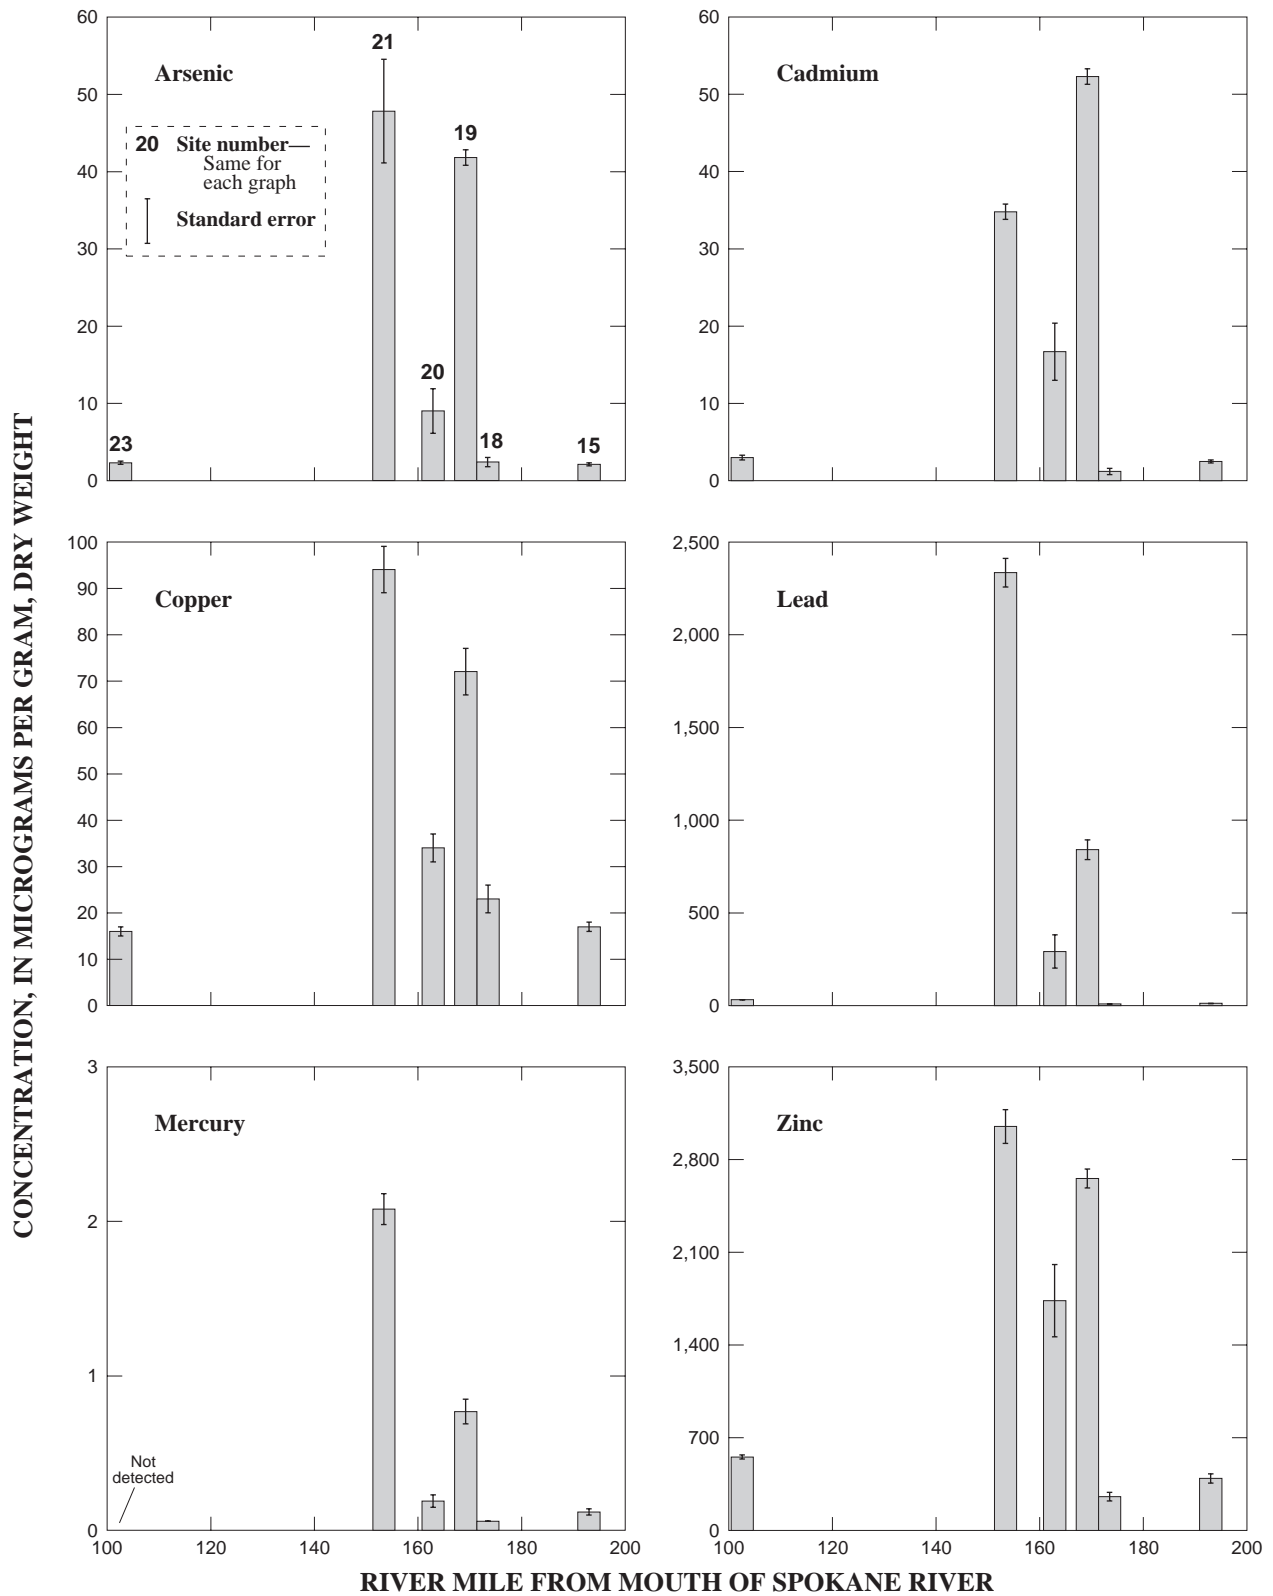 60
50
40
30
20
10
0
Arsenic
20 Site number—
Same for
each graph
Standard error
23
21
20
19
18
15
60
50
40
30
20
10
0
Cadmium
100
90
80
70
60
50
40
30
20
10
0
Copper
2,500
2,000
1,500
1,000
500
0
Lead
3
2
1
0
Mercury
Not
detected
100 120 140 160 180 200
3,500
2,800
2,100
1,400
700
0
Zinc
100 120 140 160 180 200
CONCENTRATION, IN MICROGRAMS PER GRAM, DRY WEIGHT
RIVER MILE FROM MOUTH OF SPOKANE RIVER